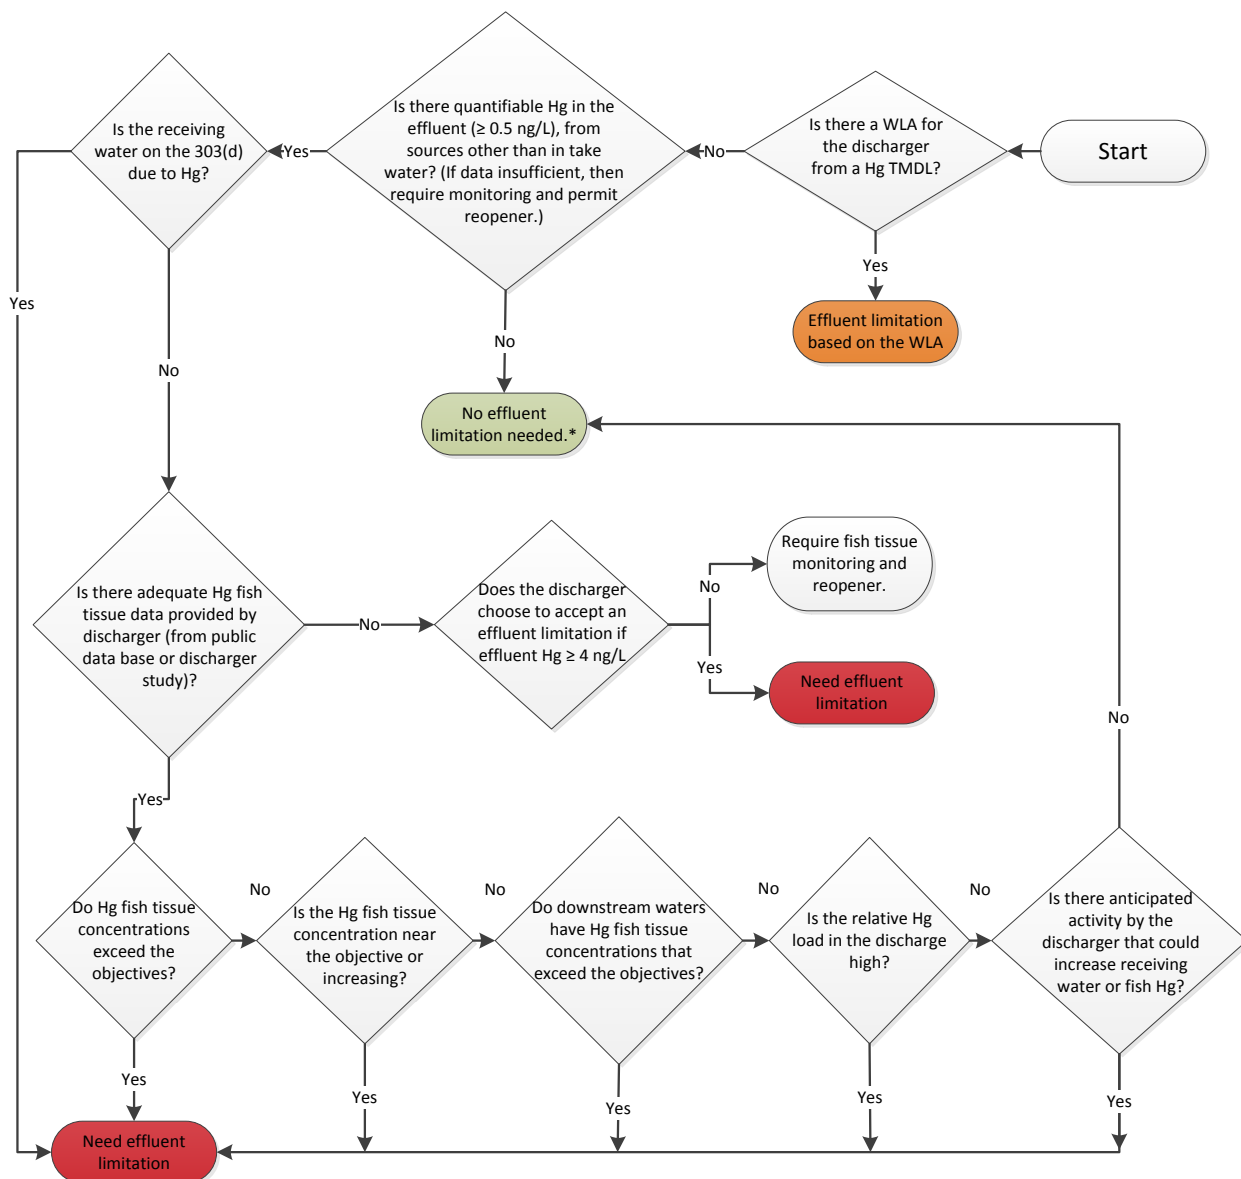 Start
Is there a WLA for
the discharger
from a Hg TMDL?
No
Yes
Effluent limitation
based on the WLA
Is there quantifiable Hg in the
effluent (≥ 0.5 ng/L), from
sources other than in take
water? (If data insufficient, then
require monitoring and permit
reopener.)
Yes
No
No effluent
limitation needed.*
Is the receiving
water on the 303(d)
due to Hg?
Yes
No
Is there adequate Hg fish
tissue data provided by
discharger (from public
data base or discharger
study)?
No
Yes
Does the discharger
choose to accept an
effluent limitation if
effluent Hg ≥ 4 ng/L
No
Yes
Require fish tissue
monitoring and
reopener.
Need effluent
limitation
Do Hg fish tissue
concentrations
exceed the
objectives?
No
Yes
Is the Hg fish tissue
concentration near
the objective or
increasing?
No
Yes
Do downstream waters
have Hg fish tissue
concentrations that
exceed the objectives?
No
Yes
Is the relative Hg
load in the discharge
high?
No
Yes
Is there anticipated
activity by the
discharger that could
increase receiving
water or fish Hg?
No
Yes
Need effluent
limitation